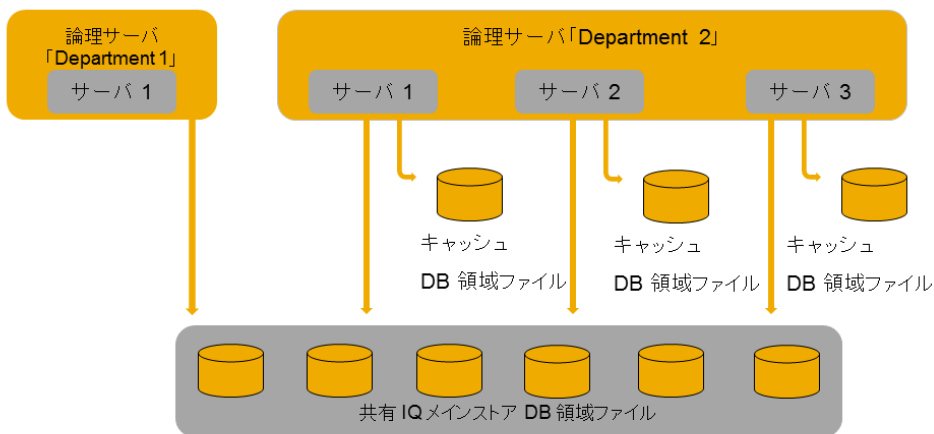 論理サーバ
「Department 1」
サーバ 1
論理サーバ「Department 2」
サーバ 1
サーバ 2
サーバ 3
キャッシュ
DB 領域ファイル
キャッシュ
DB 領域ファイル
キャッシュ
DB 領域ファイル
共有 IQ メインストア DB 領域ファイル